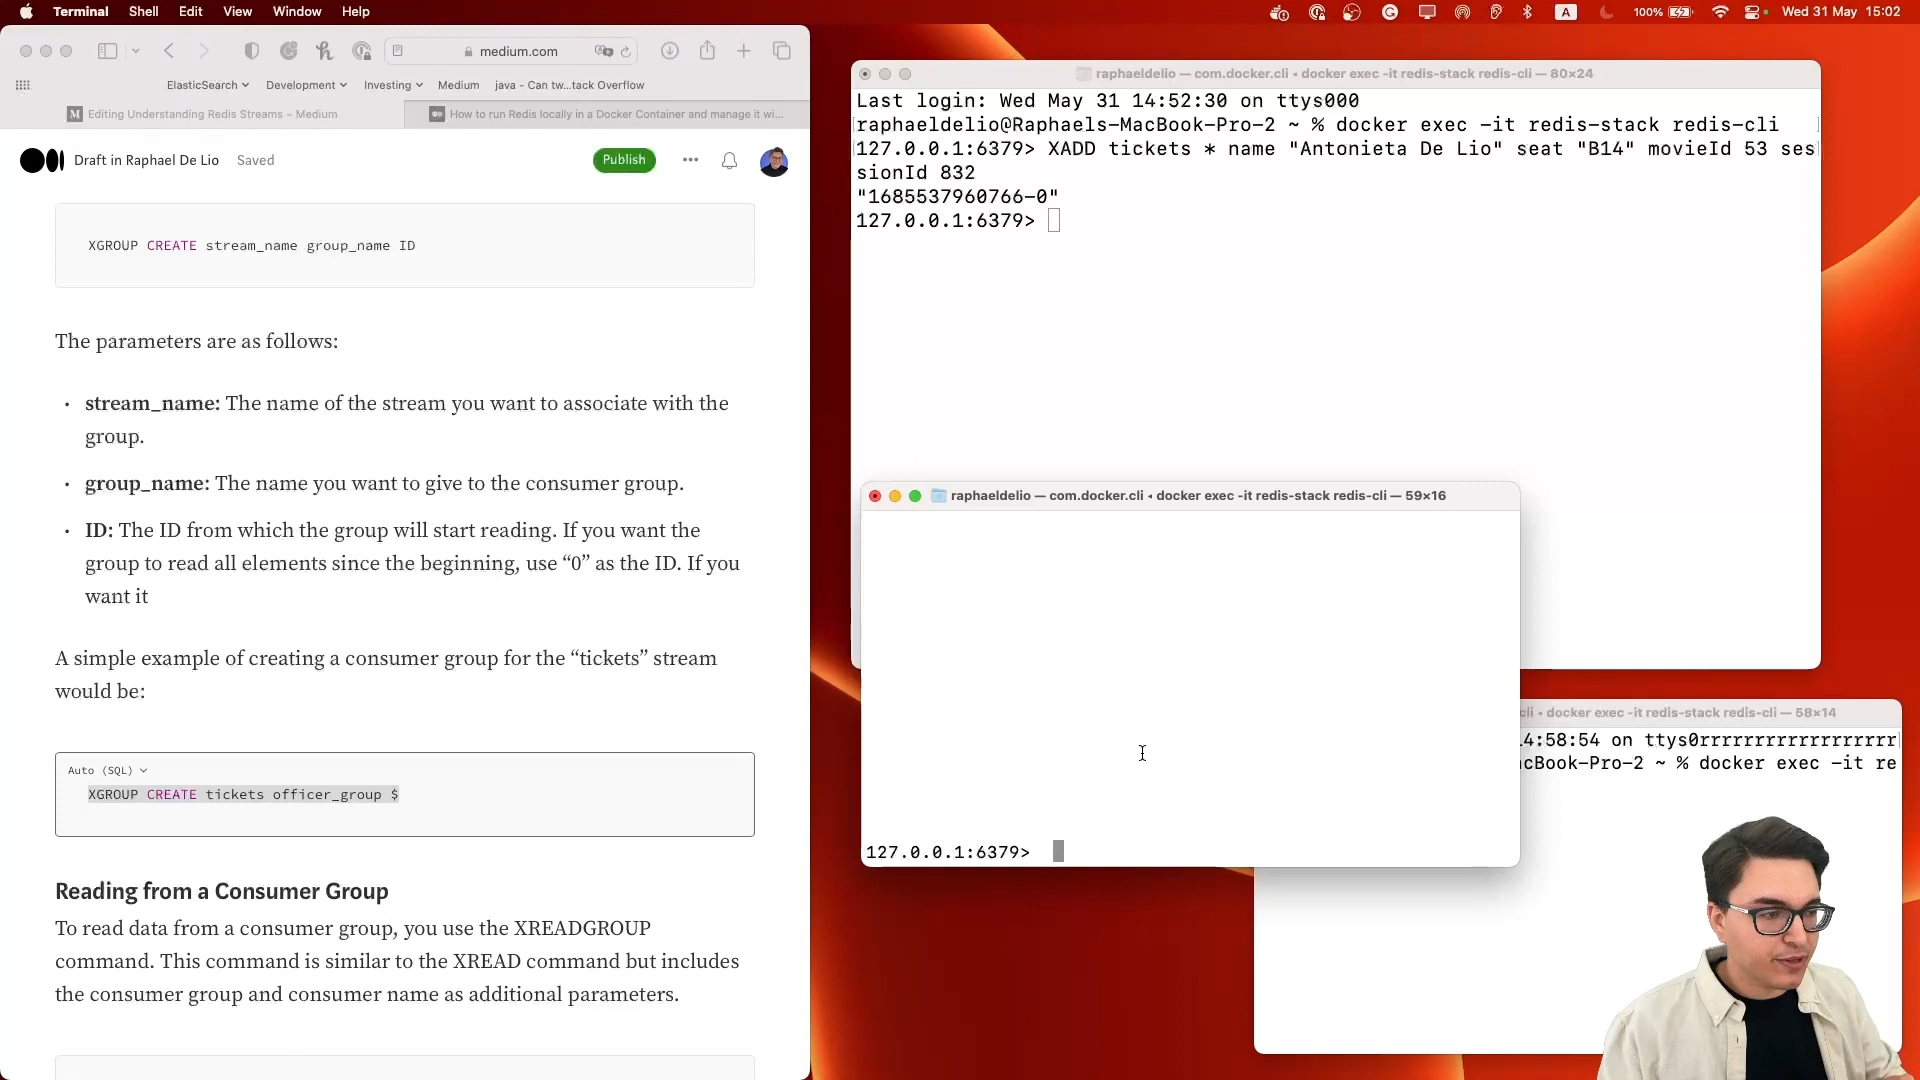 Terminal Shell Edit View Window Help
100% Wed 31 May 15:02
medium.com
ElasticSearch Development Investing Medium java - Can tw...tack Overflow
Editing Understanding Redis Streams – Medium
How to run Redis locally in a Docker Container and manage it wi...
Draft in Raphael De Lio Saved
Publish
XGROUP CREATE stream_name group_name ID
The parameters are as follows:
• stream_name: The name of the stream you want to associate with the
group.
• group_name: The name you want to give to the consumer group.
• ID: The ID from which the group will start reading. If you want the
group to read all elements since the beginning, use “0” as the ID. If you
want it
A simple example of creating a consumer group for the “tickets” stream
would be:
Auto (SQL)
XGROUP CREATE tickets officer_group $
Reading from a Consumer Group
To read data from a consumer group, you use the XREADGROUP
command. This command is similar to the XREAD command but includes
the consumer group and consumer name as additional parameters.
raphaeldelio — com.docker.cli ◂ docker exec -it redis-stack redis-cli — 80×24
Last login: Wed May 31 14:52:30 on ttys000
raphaeldelio@Raphaels-MacBook-Pro-2 ~ % docker exec -it redis-stack redis-cli
127.0.0.1:6379> XADD tickets * name "Antonieta De Lio" seat "B14" movieId 53 ses
sionId 832
"1685537960766-0"
127.0.0.1:6379>
raphaeldelio — com.docker.cli ◂ docker exec -it redis-stack redis-cli — 59×16
127.0.0.1:6379>
cli ◂ docker exec -it redis-stack redis-cli — 58×14
14:58:54 on ttys0rrrrrrrrrrrrrrrrrr
cBook-Pro-2 ~ % docker exec -it re